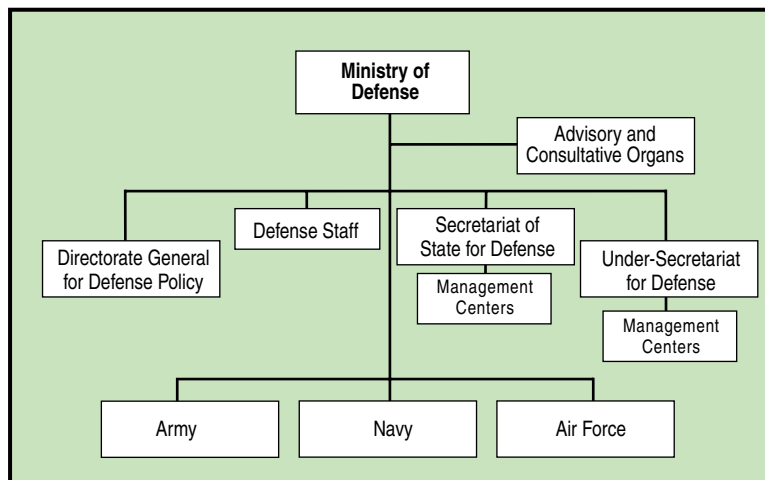 Ministry of
Defense
Advisory and
Consultative Organs
Directorate General
for Defense Policy
Defense Staff
Secretariat of
State for Defense
Management
Centers
Under-Secretariat
for Defense
Management
Centers
Army
Navy
Air Force